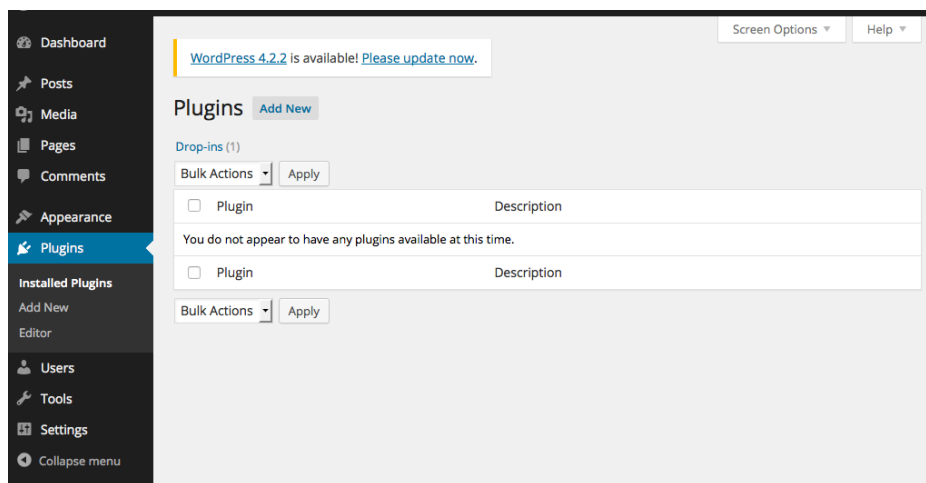 Dashboard
Posts
Media
Pages
Comments
Appearance
Plugins
Installed Plugins
Add New
Editor
Users
Tools
Settings
Collapse menu
Screen Options
Help
WordPress 4.2.2 is available! Please update now.
Plugins Add New
Drop-ins (1)
Bulk Actions Apply
Plugin Description
You do not appear to have any plugins available at this time.
Plugin Description
Bulk Actions Apply